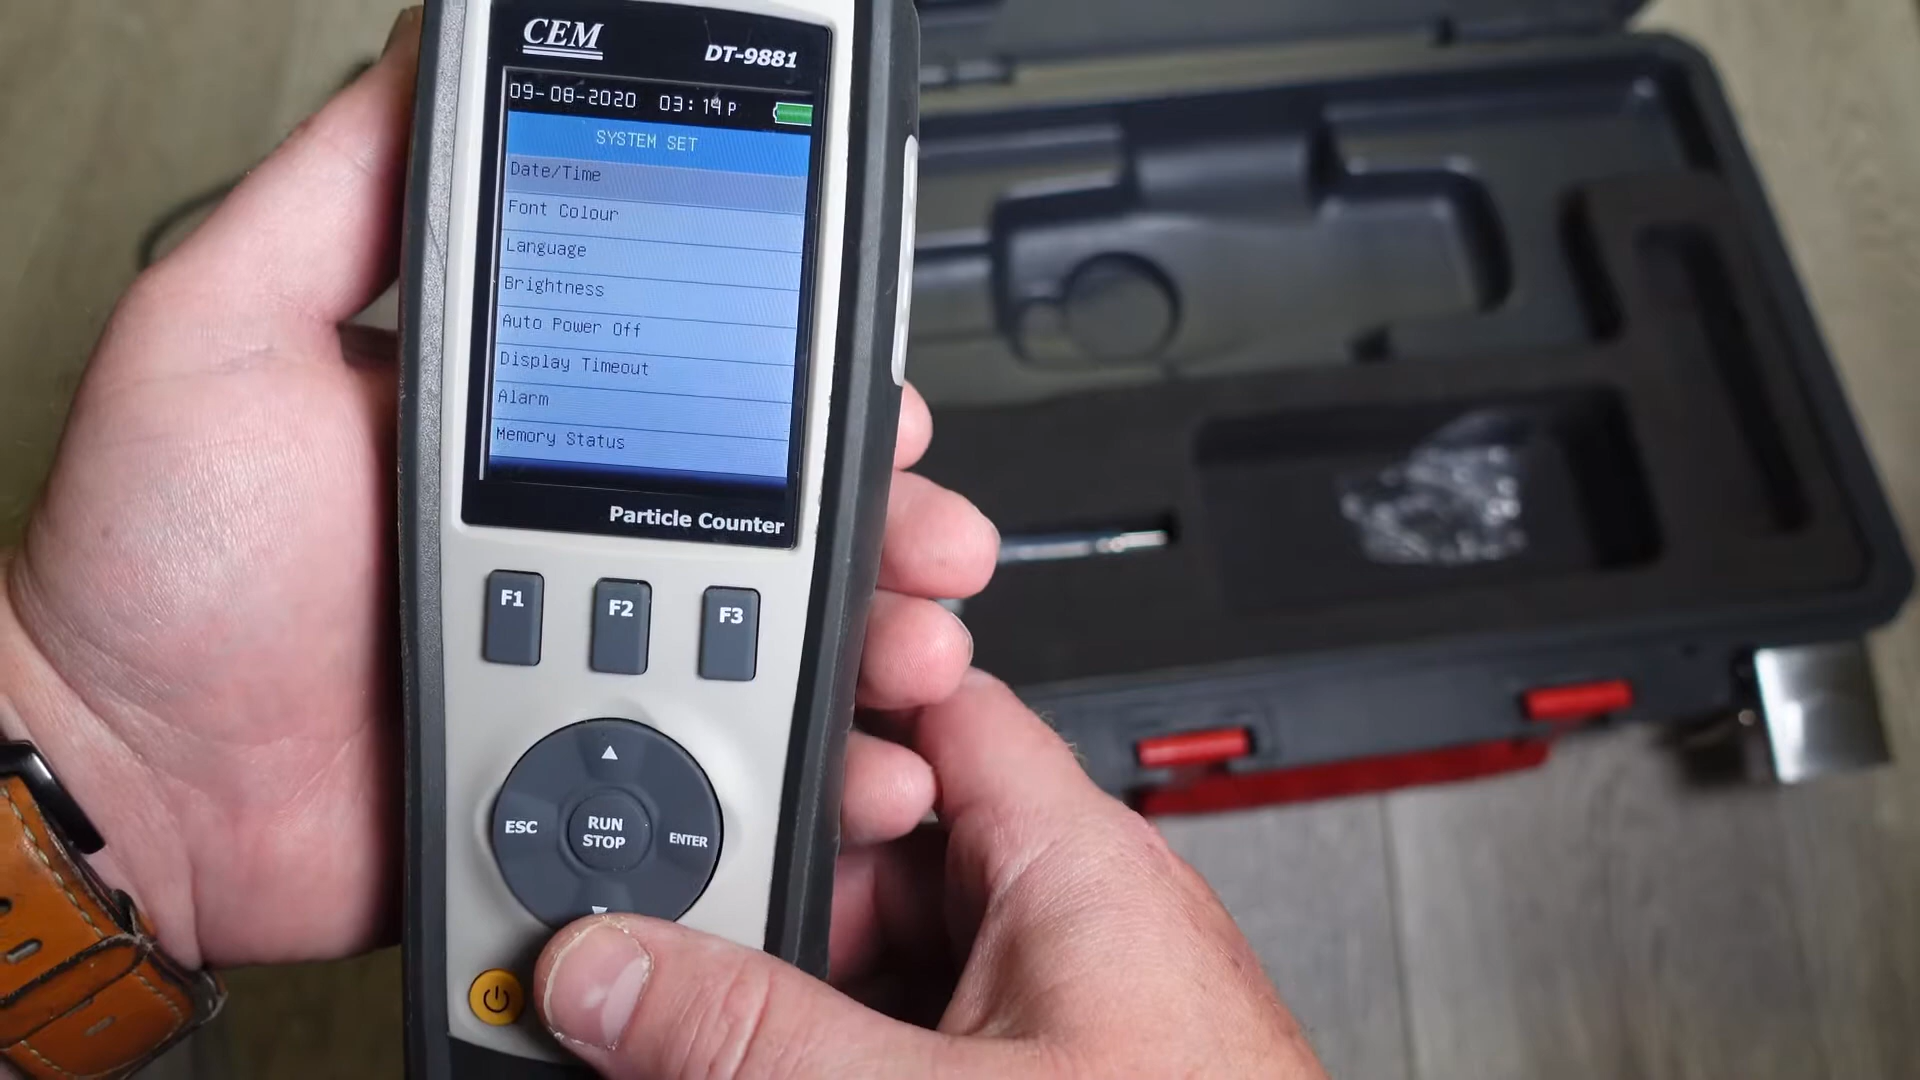 CEM
DT-9881
09-08-2020 03:14P
SYSTEM SET
Date/Time
Font Colour
Language
Brightness
Auto Power Off
Display Timeout
Alarm
Memory Status
Particle Counter
F1 F2 F3
ESC
RUN
STOP
ENTER